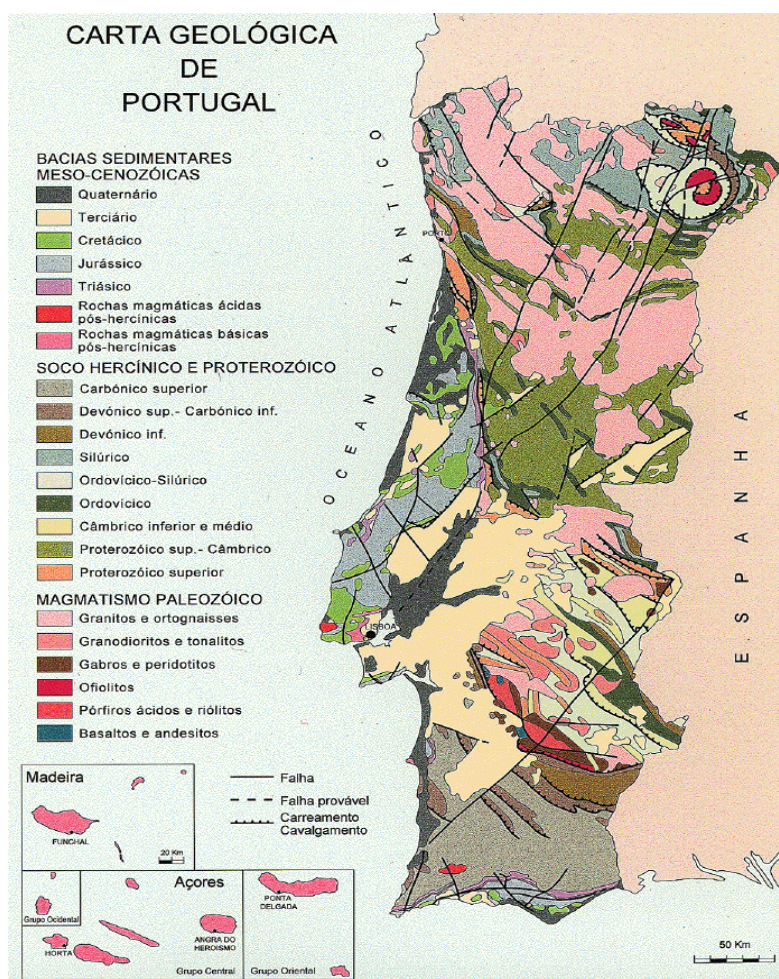 CARTA GEOLÓGICA
DE
PORTUGAL
BACIAS SEDIMENTARES
MESO-CENOZÓICAS
Quaternário
Terciário
Cretácico
Jurássico
Triásico
Rochas magmáticas ácidas
pós-hercínicas
Rochas magmáticas básicas
pós-hercínicas
SOCO HERCÍNICO E PROTEROZÓICO
Carbónico superior
Devónico sup.- Carbónico inf.
Devónico inf.
Silúrico
Ordovícico-Silúrico
Ordovícico
Câmbrico inferior e médio
Proterozóico sup.- Câmbrico
Proterozóico superior
MAGMATISMO PALEOZÓICO
Granitos e ortognaisses
Granodioritos e tonalitos
Gabros e peridotitos
Ofiolitos
Pórfiros ácidos e riólitos
Basaltos e andesitos
Falha
Falha provável
Carreamento
Cavalgamento
OCEANO ATLÂNTICO
PORTO
LISBOA
ESPANHA
Madeira
FUNCHAL
20 Km
Açores
Grupo Ocidental
HORTA
ANGRA DO
HEROISMO
Grupo Central
PONTA
DELGADA
Grupo Oriental
50 Km